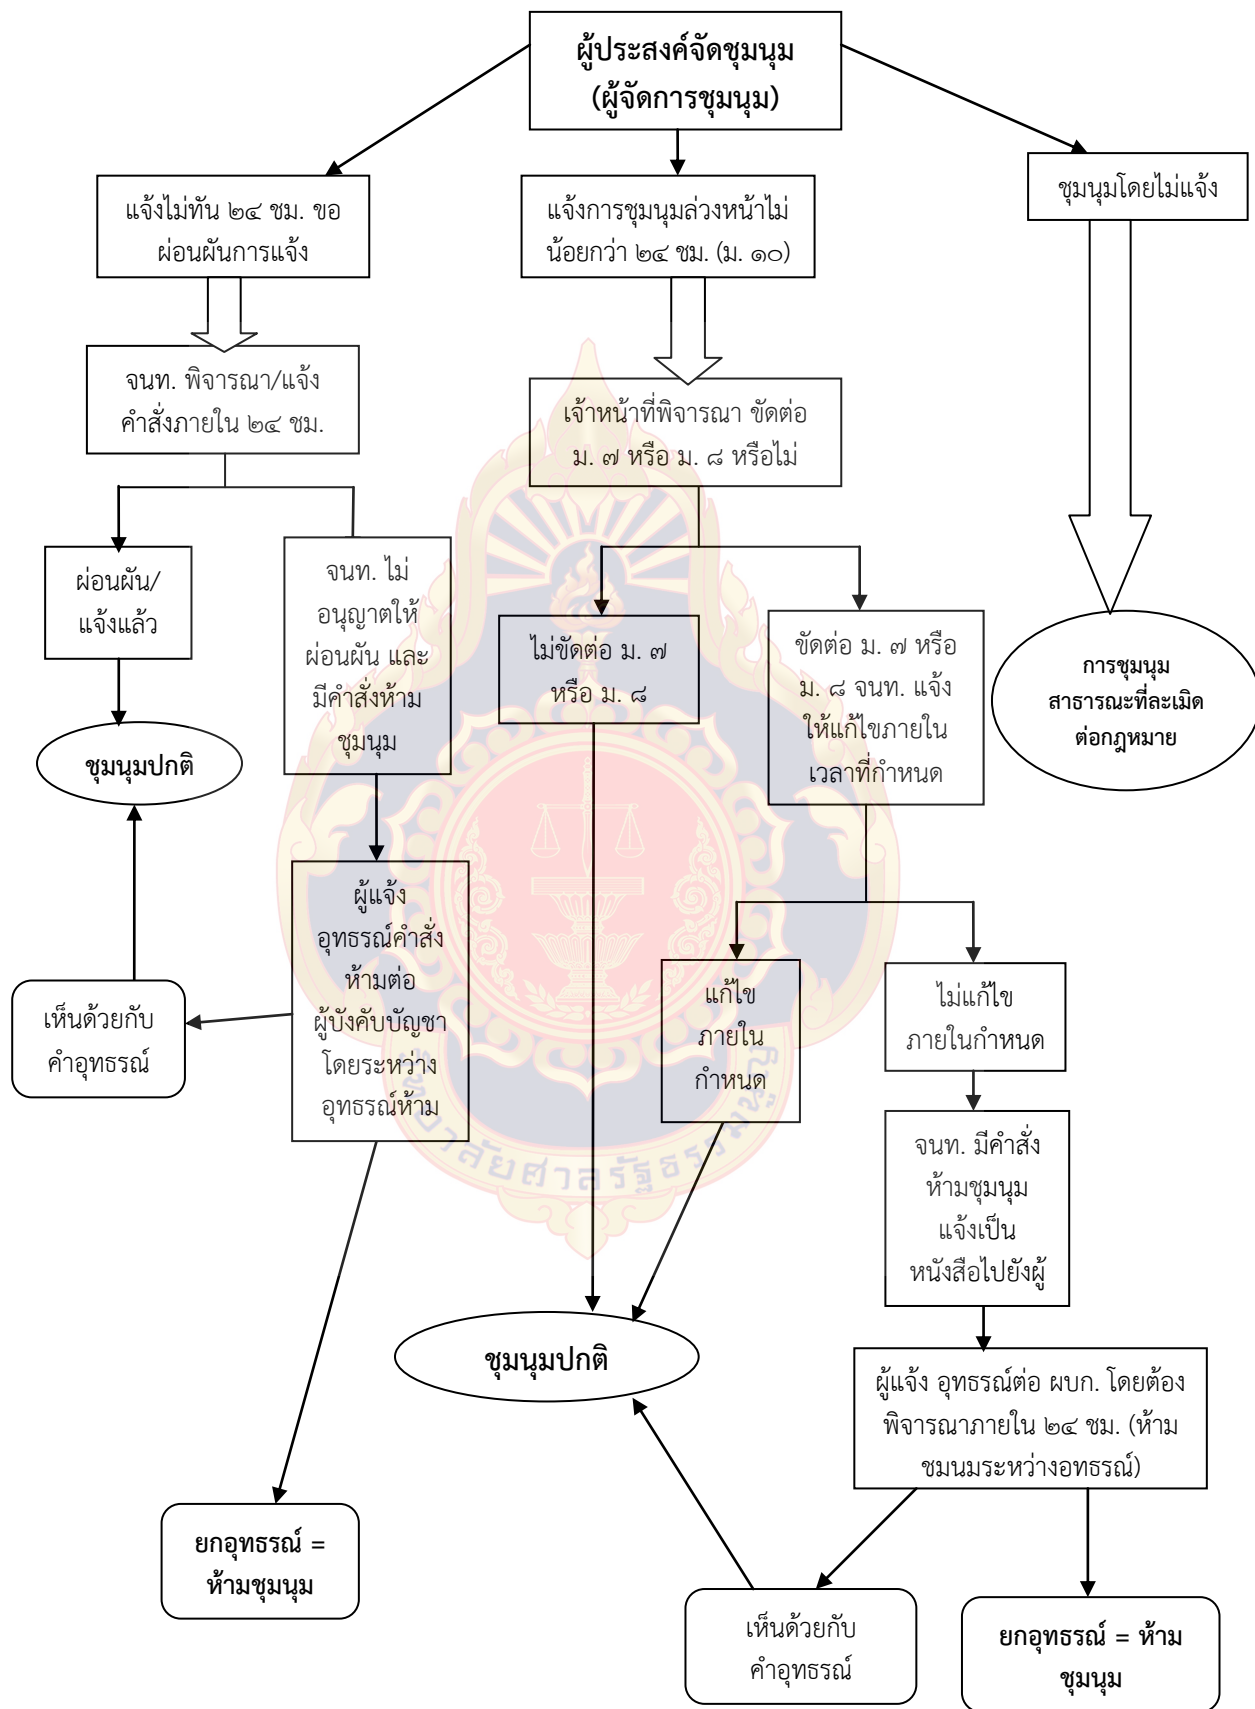 ผู้ประสงค์จัดชุมนุม
(ผู้จัดการชุมนุม)
แจ้งไม่ทัน ๒๔ ชม. ขอ
ผ่อนผันการแจ้ง
แจ้งการชุมนุมล่วงหน้าไม่
น้อยกว่า ๒๔ ชม. (ม. ๑๐)
ชุมนุมโดยไม่แจ้ง
จนท. พิจารณา/แจ้ง
คำสั่งภายใน ๒๔ ชม.
เจ้าหน้าที่พิจารณา ขัดต่อ
ม. ๗ หรือ ม. ๘ หรือไม่
ผ่อนผัน/
แจ้งแล้ว
จนท. ไม่
อนุญาตให้
ผ่อนผัน และ
มีคำสั่งห้าม
ชุมนุม
ไม่ขัดต่อ ม. ๗
หรือ ม. ๘
ขัดต่อ ม. ๗ หรือ
ม. ๘ จนท. แจ้ง
ให้แก้ไขภายใน
เวลาที่กำหนด
การชุมนุม
สาธารณะที่ละเมิด
ต่อกฎหมาย
ชุมนุมปกติ
ผู้แจ้ง
อุทธรณ์คำสั่ง
ห้ามต่อ
ผู้บังคับบัญชา
โดยระหว่าง
อุทธรณ์ห้าม
เห็นด้วยกับ
คำอุทธรณ์
แก้ไข
ภายใน
กำหนด
ไม่แก้ไข
ภายในกำหนด
จนท. มีคำสั่ง
ห้ามชุมนุม
แจ้งเป็น
หนังสือไปยังผู้
วิทยาลัยศาลรัฐธรรมนูญ
ชุมนุมปกติ
ผู้แจ้ง อุทธรณ์ต่อ ผบก. โดยต้อง
พิจารณาภายใน ๒๔ ชม. (ห้าม
ชมนมระหว่างอทธรณ์)
ยกอุทธรณ์ =
ห้ามชุมนุม
เห็นด้วยกับ
คำอุทธรณ์
ยกอุทธรณ์ = ห้าม
ชุมนุม